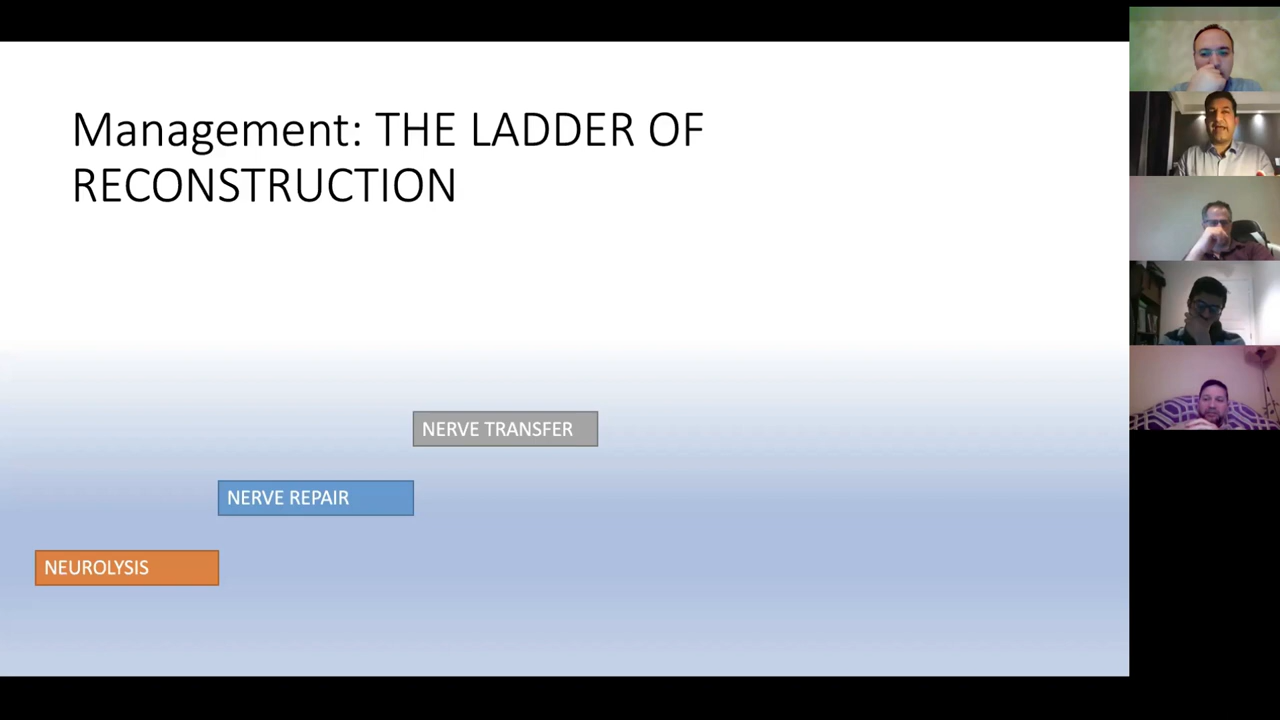 Management: THE LADDER OF
RECONSTRUCTION
NERVE TRANSFER
NERVE REPAIR
NEUROLYSIS